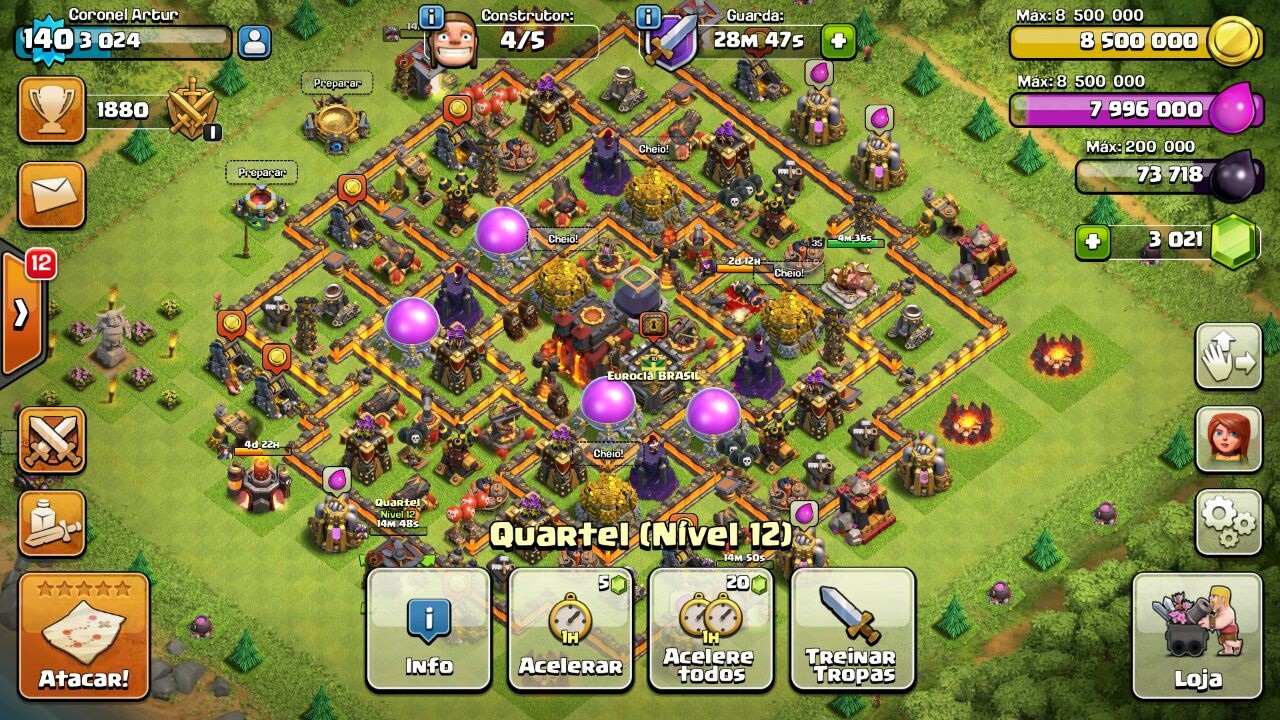 Coronel Artur
140
3 024
Construtor:
4/5
Guarda:
28m 47s
Máx: 8 500 000
8 500 000
Máx: 8 500 000
7 996 000
Máx: 200 000
73 718
3 021
1880
I
12
Preparar
Preparar
Cheio!
Cheio!
35
4m 36s
2d 12h
Cheio!
Eurocla BRASIL
Cheio!
4d 22h
Quartel
Nível 12
14m 48s
Quartel (Nível 12)
14m 50s
Info
5
1H
Acelerar
20
1H
Acelere
todos
Treinar
Tropas
Atacar!
Loja